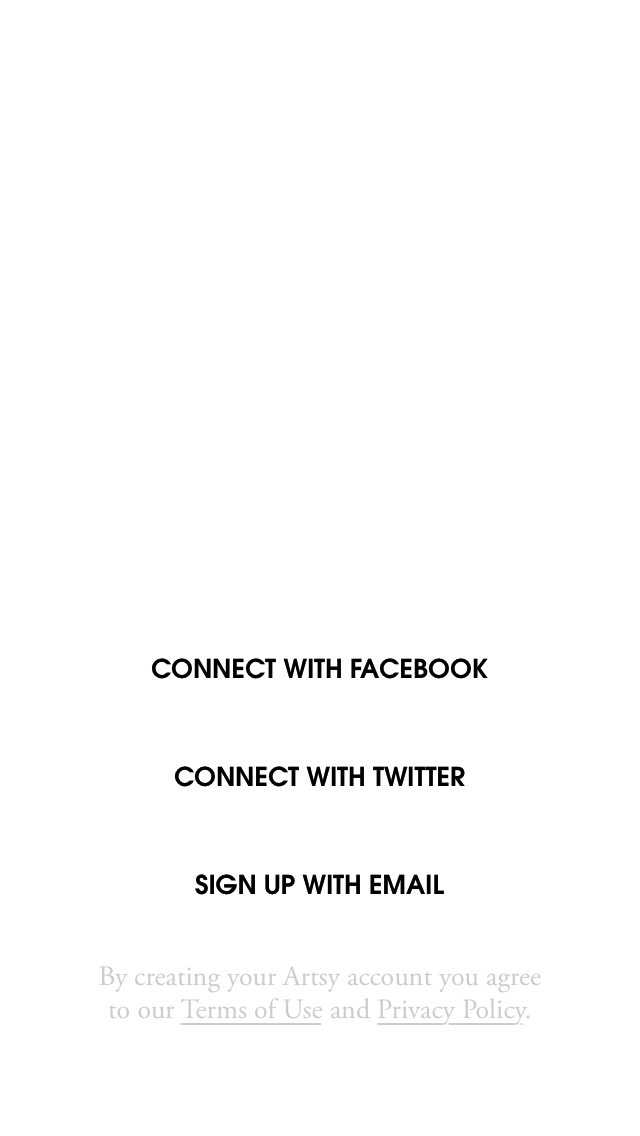 CONNECT WITH FACEBOOK
CONNECT WITH TWITTER
SIGN UP WITH EMAIL
By creating your Artsy account you agree
to our Terms of Use and Privacy Policy.